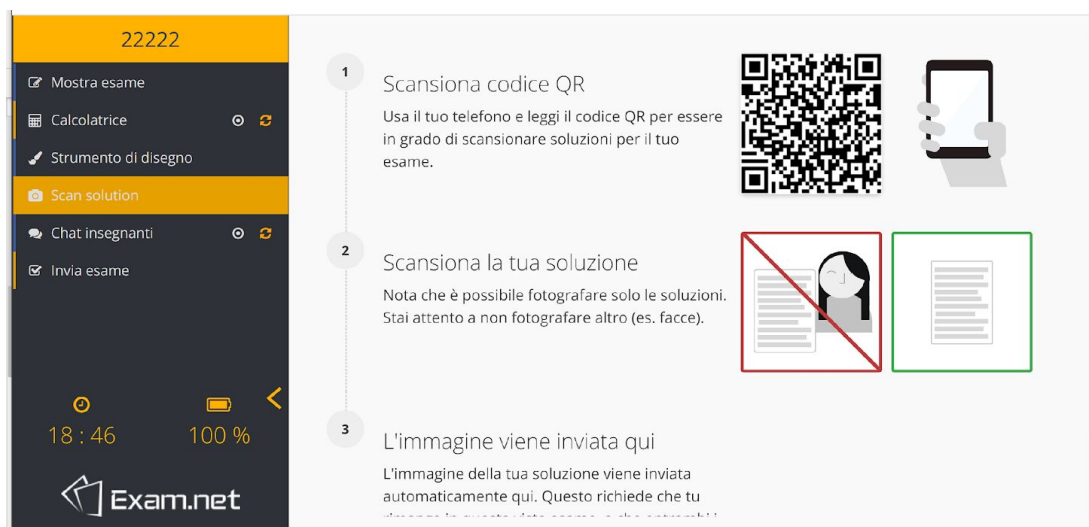 22222
Mostra esame
Calcolatrice
Strumento di disegno
Scan solution
Chat insegnanti
Invia esame
18 : 46
100 %
Exam.net
1
Scansiona codice QR
Usa il tuo telefono e leggi il codice QR per essere
in grado di scansionare soluzioni per il tuo
esame.
2
Scansiona la tua soluzione
Nota che è possibile fotografare solo le soluzioni.
Stai attento a non fotografare altro (es. facce).
3
L'immagine viene inviata qui
L'immagine della tua soluzione viene inviata
automaticamente qui. Questo richiede che tu